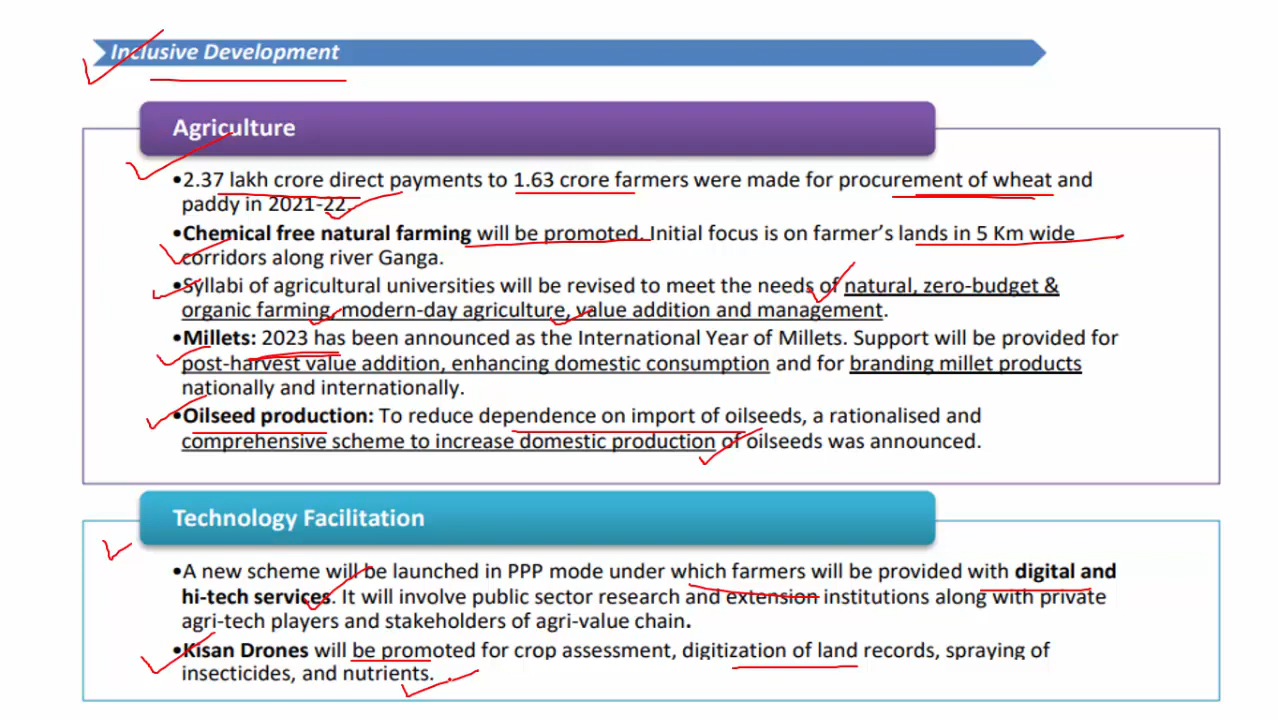 Inclusive Development
Agriculture
•2.37 lakh crore direct payments to 1.63 crore farmers were made for procurement of wheat and
paddy in 2021-22.
•Chemical free natural farming will be promoted. Initial focus is on farmer's lands in 5 Km wide
corridors along river Ganga.
•Syllabi of agricultural universities will be revised to meet the needs of natural, zero-budget &
organic farming, modern-day agriculture, value addition and management.
•Millets: 2023 has been announced as the International Year of Millets. Support will be provided for
post-harvest value addition, enhancing domestic consumption and for branding millet products
nationally and internationally.
•Oilseed production: To reduce dependence on import of oilseeds, a rationalised and
comprehensive scheme to increase domestic production of oilseeds was announced.
Technology Facilitation
•A new scheme will be launched in PPP mode under which farmers will be provided with digital and
hi-tech services. It will involve public sector research and extension institutions along with private
agri-tech players and stakeholders of agri-value chain.
•Kisan Drones will be promoted for crop assessment, digitization of land records, spraying of
insecticides, and nutrients.